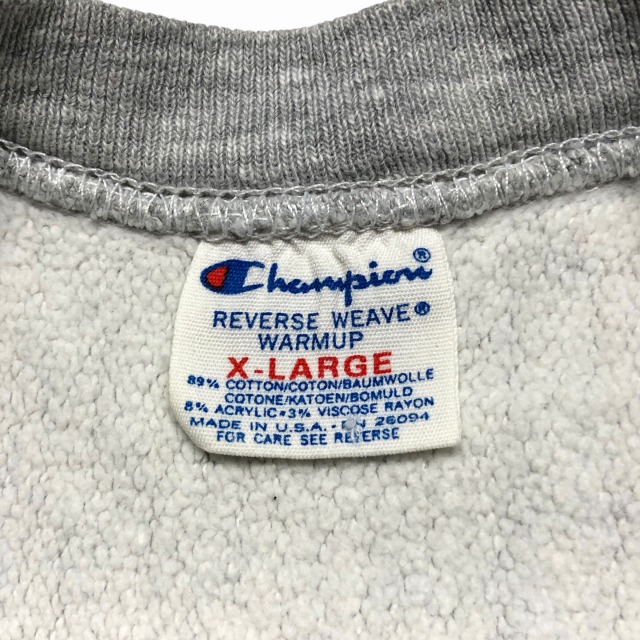 Champion®
REVERSE WEAVE®
WARMUP
X-LARGE
89% COTTON/COTON/BAUMWOLLE
COTONE/KATOEN/BOMULD
8% ACRYLIC•3% VISCOSE RAYON
MADE IN U.S.A. 26094
FOR CARE SEE REVERSE